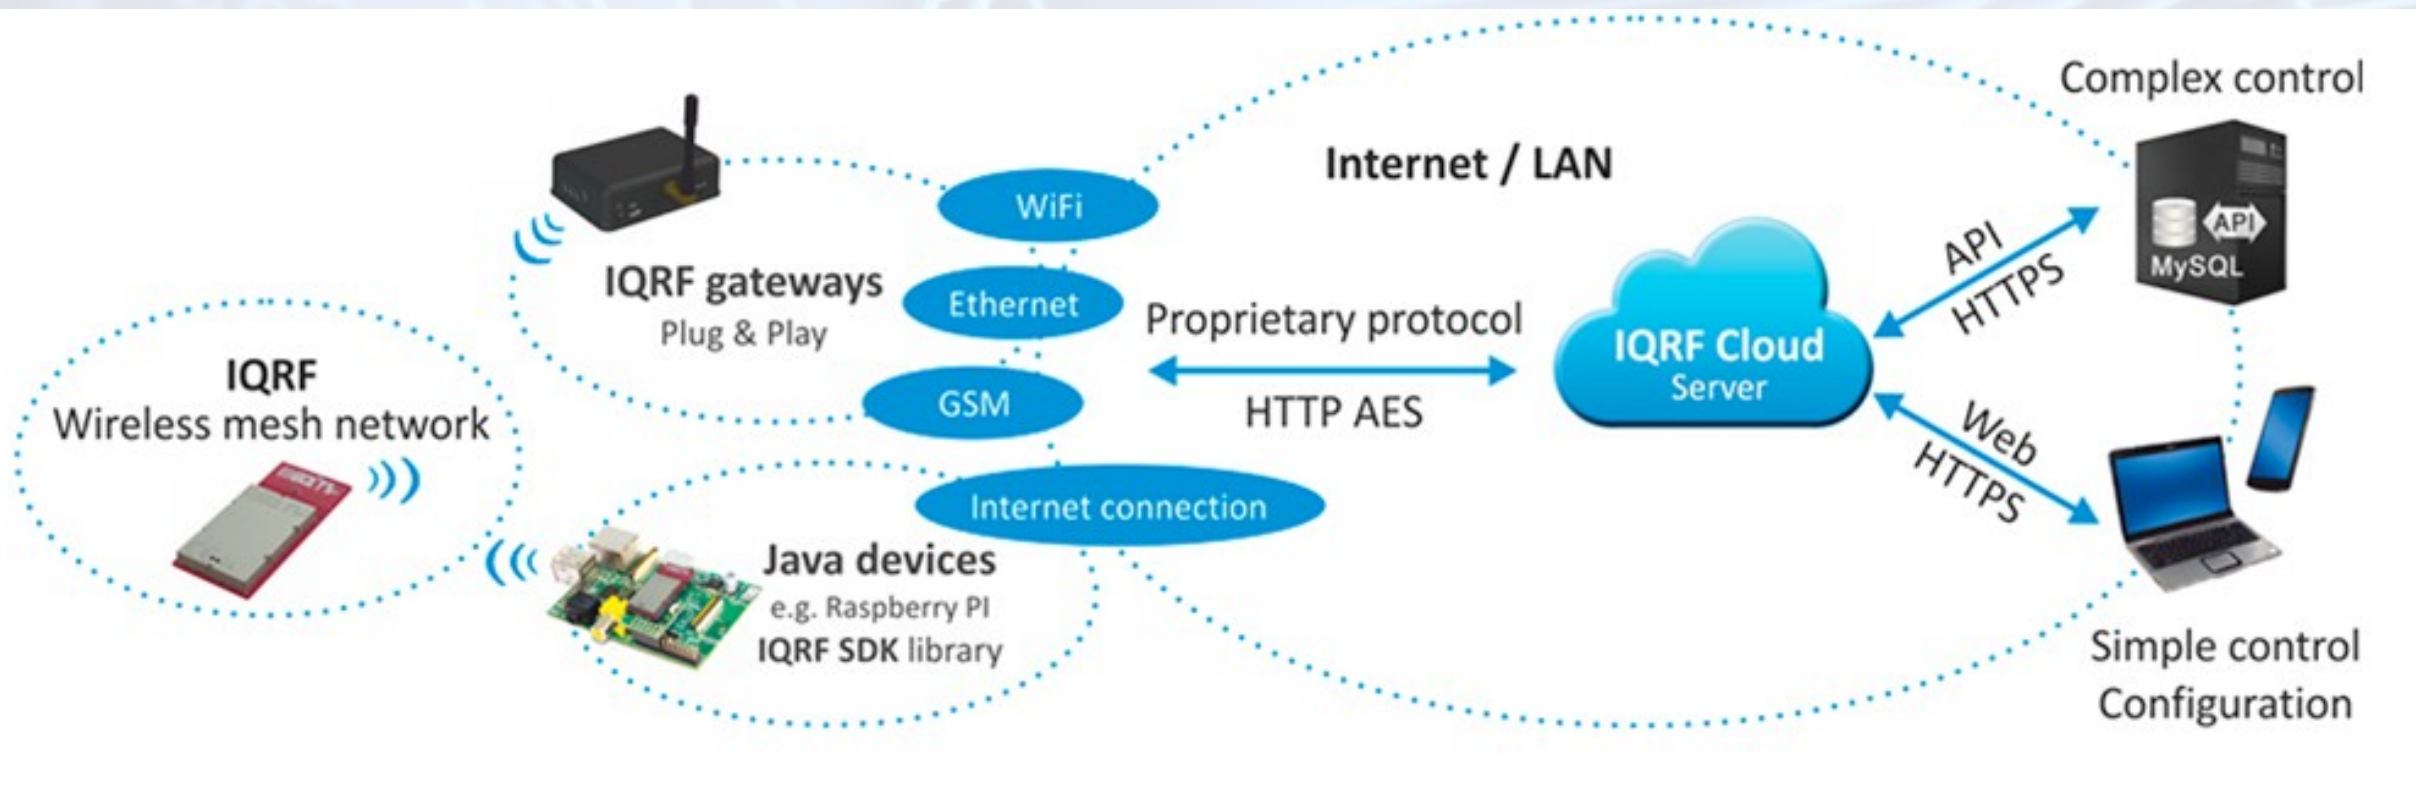 IQRF
Wireless mesh network
IQRF gateways
Plug & Play
WiFi
Ethernet
GSM
Internet connection
Java devices
e.g. Raspberry PI
IQRF SDK library
Internet / LAN
Proprietary protocol
HTTP AES
IQRF Cloud
Server
API
HTTPS
Web
HTTPS
Complex control
API
MySQL
Simple control
Configuration